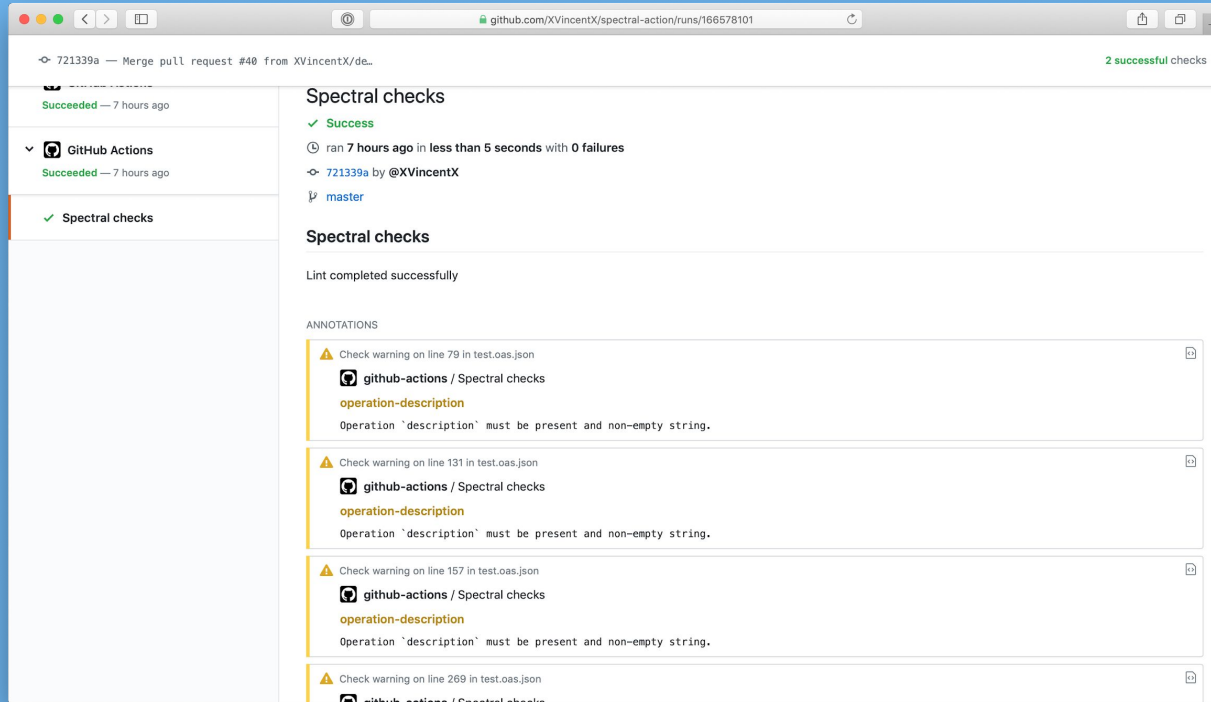 github.com/XVincentX/spectral-action/runs/166578101
721339a — Merge pull request #40 from XVincentX/de…
2 successful checks
GitHub Actions
Succeeded — 7 hours ago
GitHub Actions
Succeeded — 7 hours ago
Spectral checks
Spectral checks
Success
ran 7 hours ago in less than 5 seconds with 0 failures
721339a by @XVincentX
master
Spectral checks
Lint completed successfully
ANNOTATIONS
Check warning on line 79 in test.oas.json
github-actions / Spectral checks
operation-description
Operation `description` must be present and non-empty string.
Check warning on line 131 in test.oas.json
github-actions / Spectral checks
operation-description
Operation `description` must be present and non-empty string.
Check warning on line 157 in test.oas.json
github-actions / Spectral checks
operation-description
Operation `description` must be present and non-empty string.
Check warning on line 269 in test.oas.json
github-actions / Spectral checks